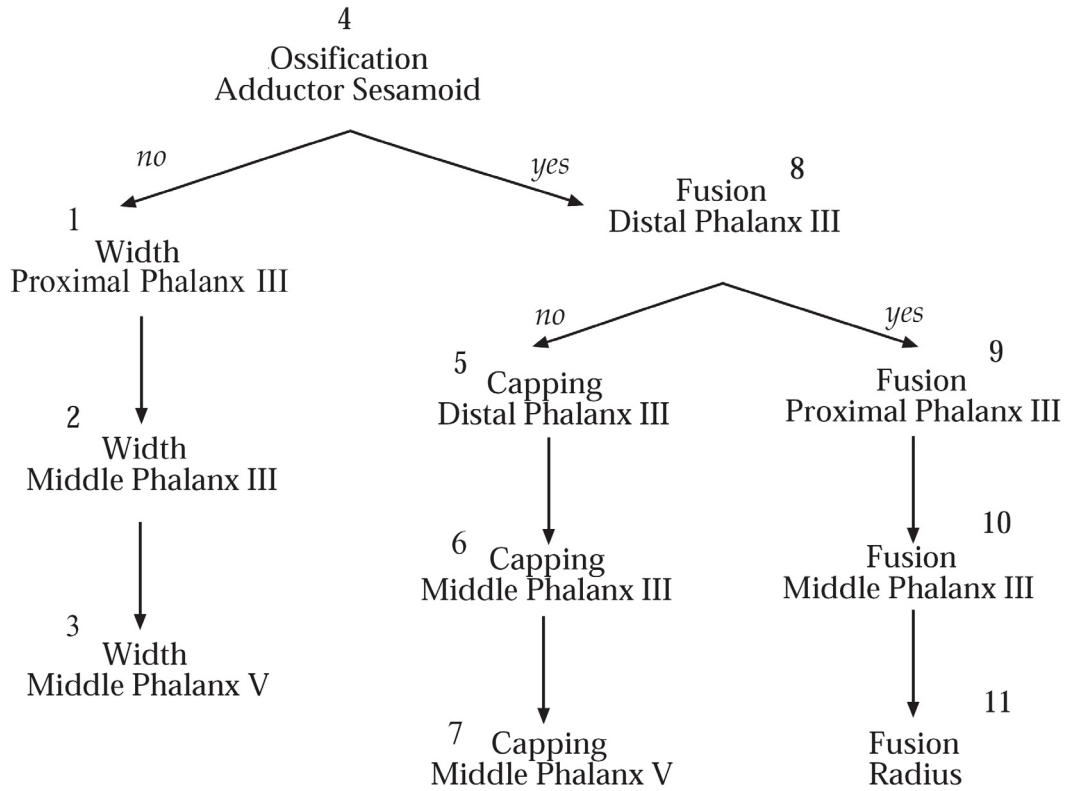 4
Ossification
Adductor Sesamoid
no
yes
8
Fusion
Distal Phalanx III
1
Width
Proximal Phalanx III
no
yes
5
Capping
Distal Phalanx III
9
Fusion
Proximal Phalanx III
2
Width
Middle Phalanx III
6
Capping
Middle Phalanx III
10
Fusion
Middle Phalanx III
3
Width
Middle Phalanx V
7
Capping
Middle Phalanx V
11
Fusion
Radius